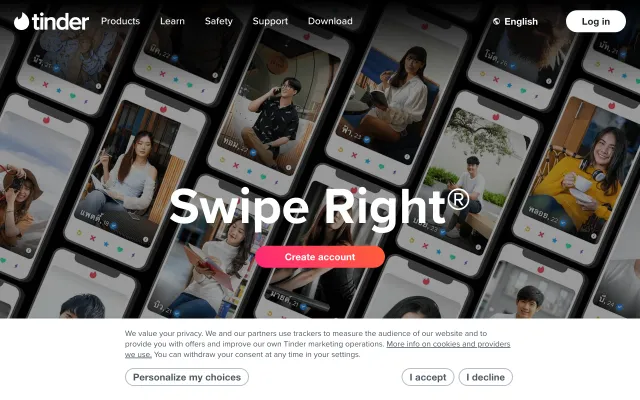 tinder
Products
Learn
Safety
Support
Download
English
Log in
Swipe Right®
Create account
We value your privacy. We and our partners use trackers to measure the audience of our website and to
provide you with offers and improve our own Tinder marketing operations. More info on cookies and providers
we use. You can withdraw your consent at any time in your settings.
Personalize my choices
I accept
I decline